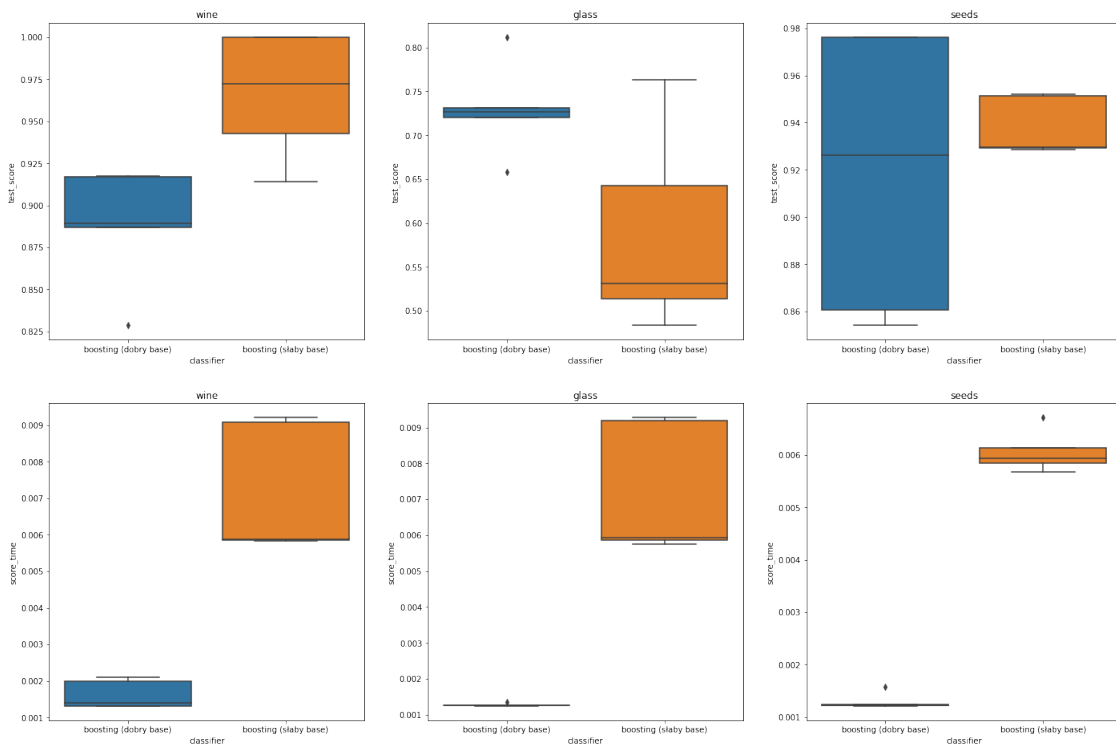 wine
1.000
0.975
0.950
0.925
0.900
0.875
0.850
0.825
test_score
boosting (dobry base) boosting (słaby base)
classifier
glass
0.80
0.75
0.70
0.65
0.60
0.55
0.50
test_score
boosting (dobry base) boosting (słaby base)
classifier
seeds
0.98
0.96
0.94
0.92
0.90
0.88
0.86
test_score
boosting (dobry base) boosting (słaby base)
classifier
wine
0.009
0.008
0.007
0.006
0.005
0.004
0.003
0.002
0.001
score_time
boosting (dobry base) boosting (słaby base)
classifier
glass
0.009
0.008
0.007
0.006
0.005
0.004
0.003
0.002
0.001
score_time
boosting (dobry base) boosting (słaby base)
classifier
seeds
0.006
0.005
0.004
0.003
0.002
0.001
score_time
boosting (dobry base) boosting (słaby base)
classifier